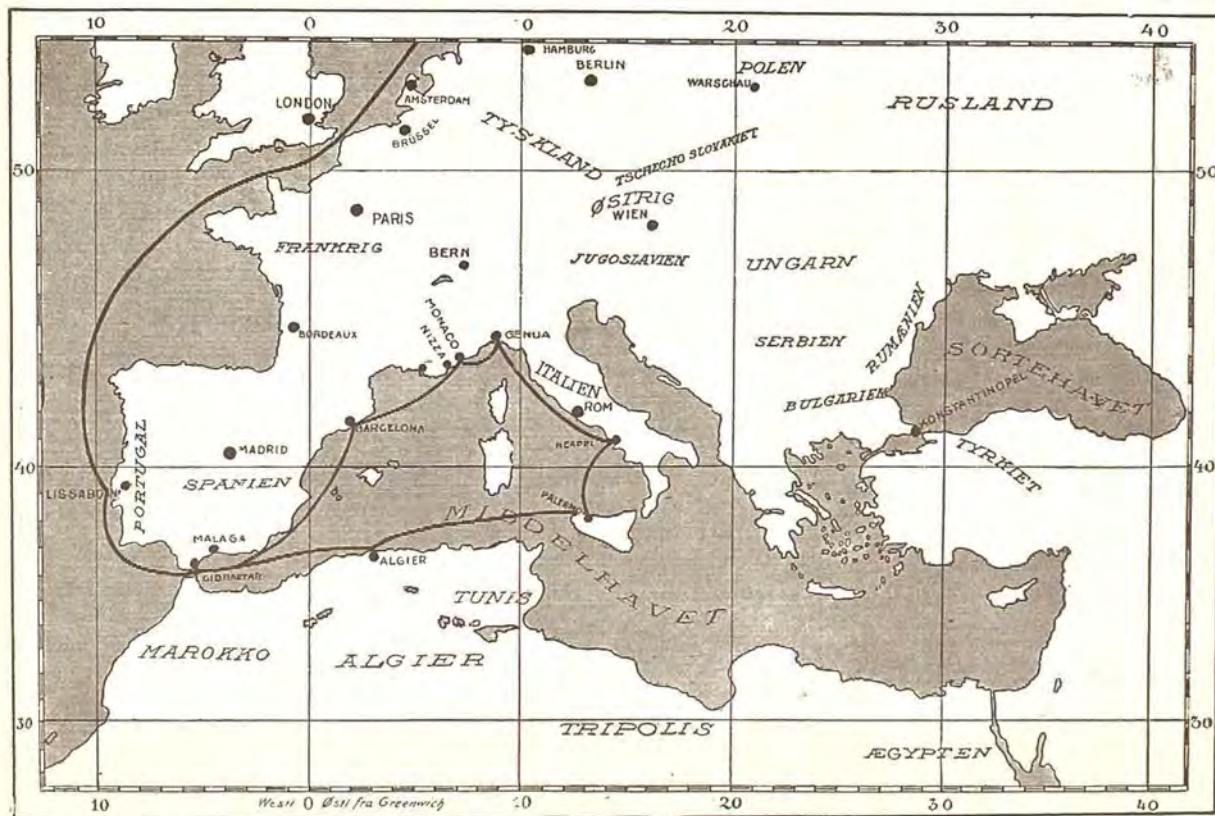 10 0 10 20 30 40
HAMBURG
BERLIN
POLEN
WARSCHAU
RUSLAND
LONDON
AMSTERDAM
BRÜSSEL
TYSKLAND
TSCHECHO SLOVAKIET
50
50
ØSTRIG
WIEN
PARIS
FRANKRIG
BERN
JUGOSLAVIEN
UNGARN
RUMÆNIEN
BORDEAUX
MONACO
NIZZA
GENUA
SERBIEN
SORTEHAVET
ITALIEN
ROM
BULGARIEN
KONSTANTINOPEL
BARCELONA
NEAPEL
TYRKIET
MADRID
40
40
PORTUGAL
LISSABON
SPANIEN
PALERMO
MIDDELHAVET
MALAGA
GIBRALTAR
ALGIER
TUNIS
MAROKKO
ALGIER
30
30
TRIPOLIS
ÆGYPTEN
10 0 10 20 30 40
Westl Østl fra Greenwich